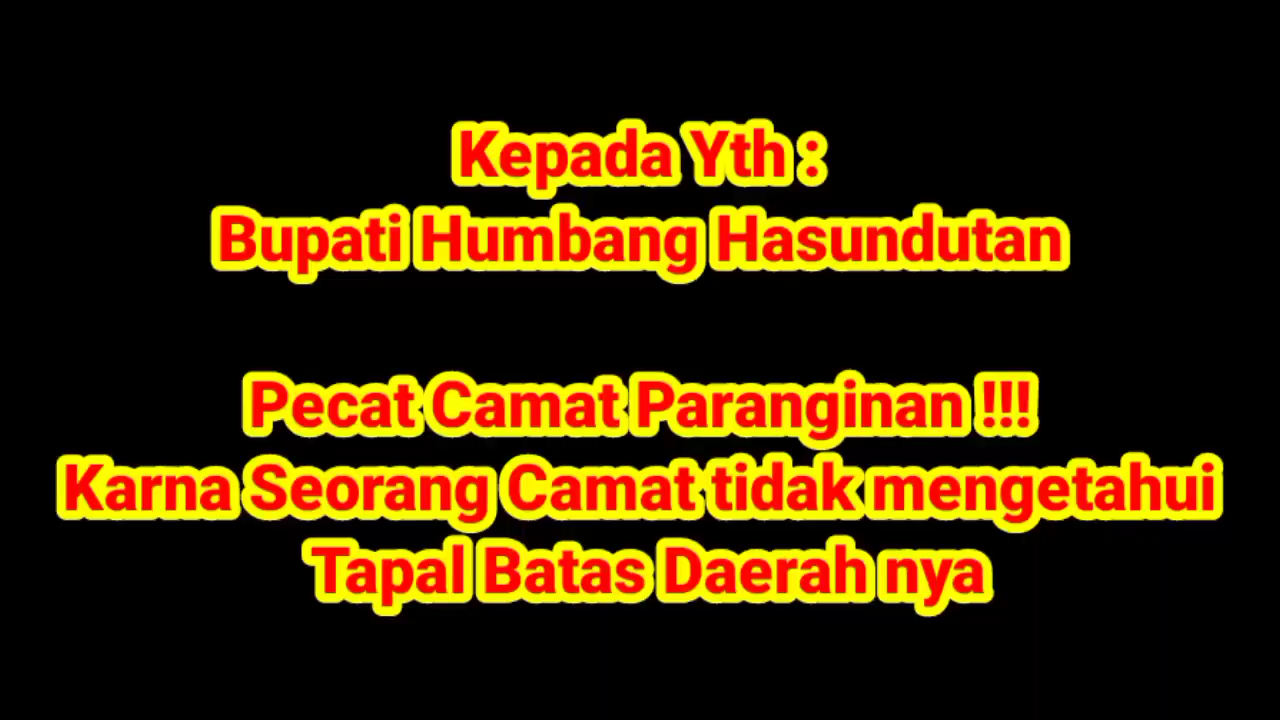 Kepada Yth :
Bupati Humbang Hasundutan
Pecat Camat Paranginan !!!
Karna Seorang Camat tidak mengetahui
Tapal Batas Daerah nya